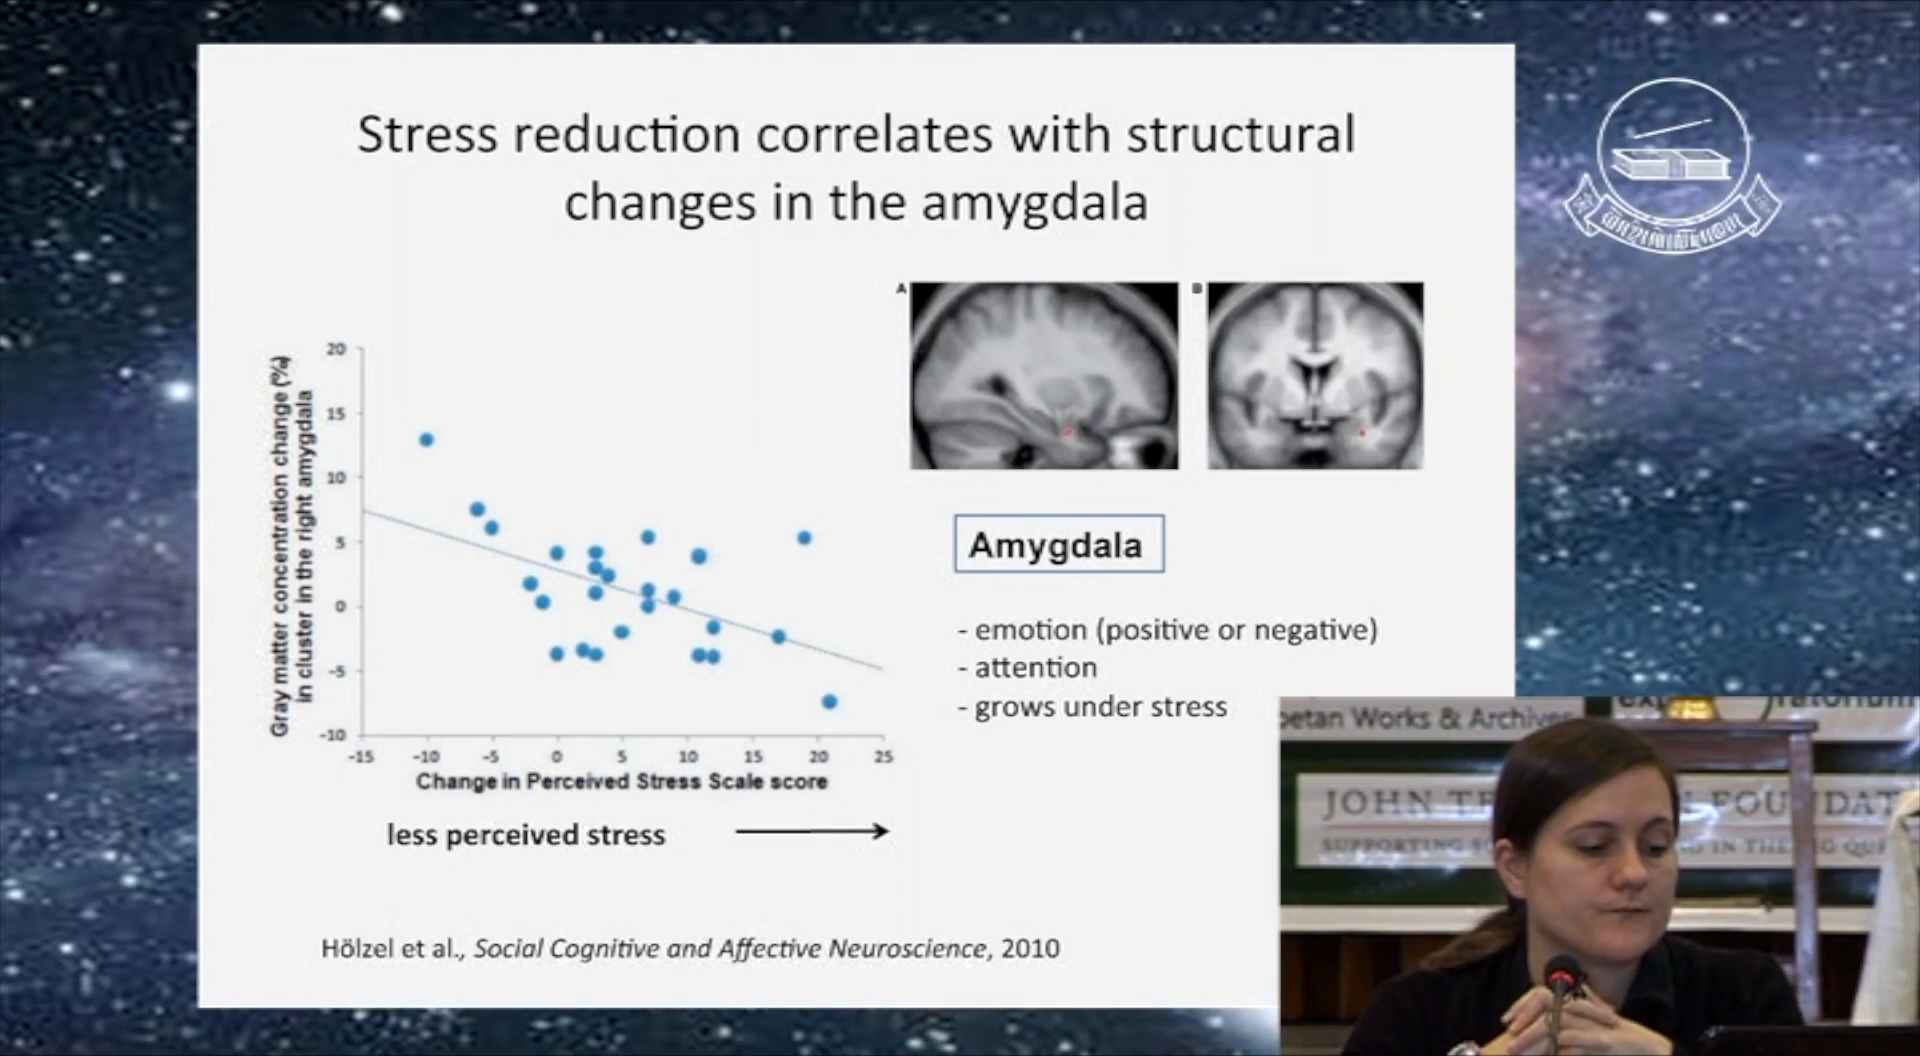 Stress reduction correlates with structural
changes in the amygdala
A
B
Gray matter concentration change (%)
in cluster in the right amygdala
20
15
10
5
0
-5
-10
-15 -10 -5 0 5 10 15 20 25
Change in Perceived Stress Scale score
less perceived stress
Amygdala
- emotion (positive or negative)
- attention
- grows under stress
Hölzel et al., Social Cognitive and Affective Neuroscience, 2010
Works & Archives
JOHN
SUPPORTING
IN THE